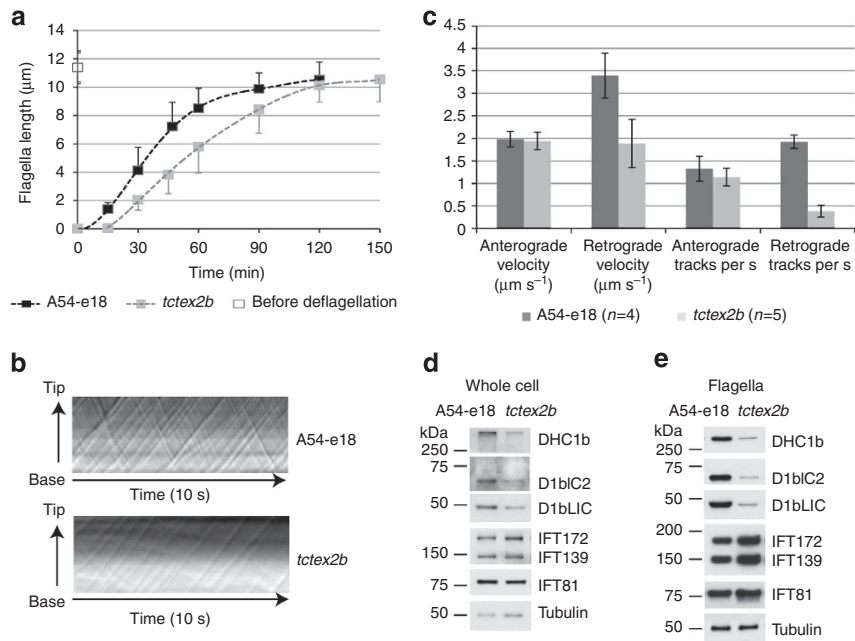 a
14
12
10
8
6
4
2
0
Flagella length (μm)
0 30 60 90 120 150
Time (min)
A54-e18 tctex2b Before deflagellation
c
4.5
4
3.5
3
2.5
2
1.5
1
0.5
0
Anterograde velocity (μm s⁻¹)
Retrograde velocity (μm s⁻¹)
Anterograde tracks per s
Retrograde tracks per s
A54-e18 (n=4) tctex2b (n=5)
b
Tip
Base
Time (10 s)
A54-e18
Tip
Base
Time (10 s)
tctex2b
d
Whole cell
A54-e18 tctex2b
kDa
250
DHC1b
75
D1bIC2
50
D1bLIC
IFT172
150
IFT139
75
IFT81
50
Tubulin
e
Flagella
A54-e18 tctex2b
kDa
250
DHC1b
75
D1bIC2
50
D1bLIC
200
IFT172
150
IFT139
75
IFT81
50
Tubulin